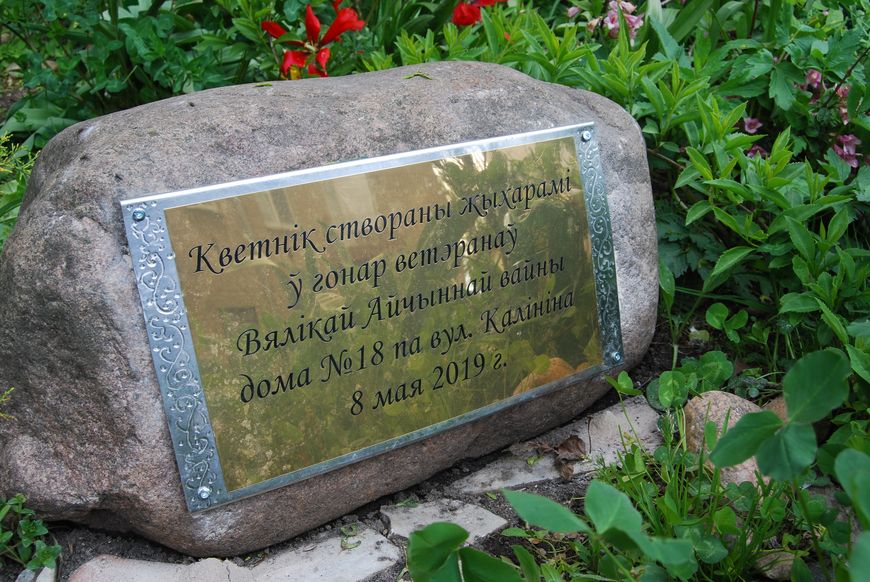 Кветнік створаны жыхарамі
ў гонар ветэранаў
Вялікай Айчыннай вайны
дома №18 па вул. Калініна
8 мая 2019 г.